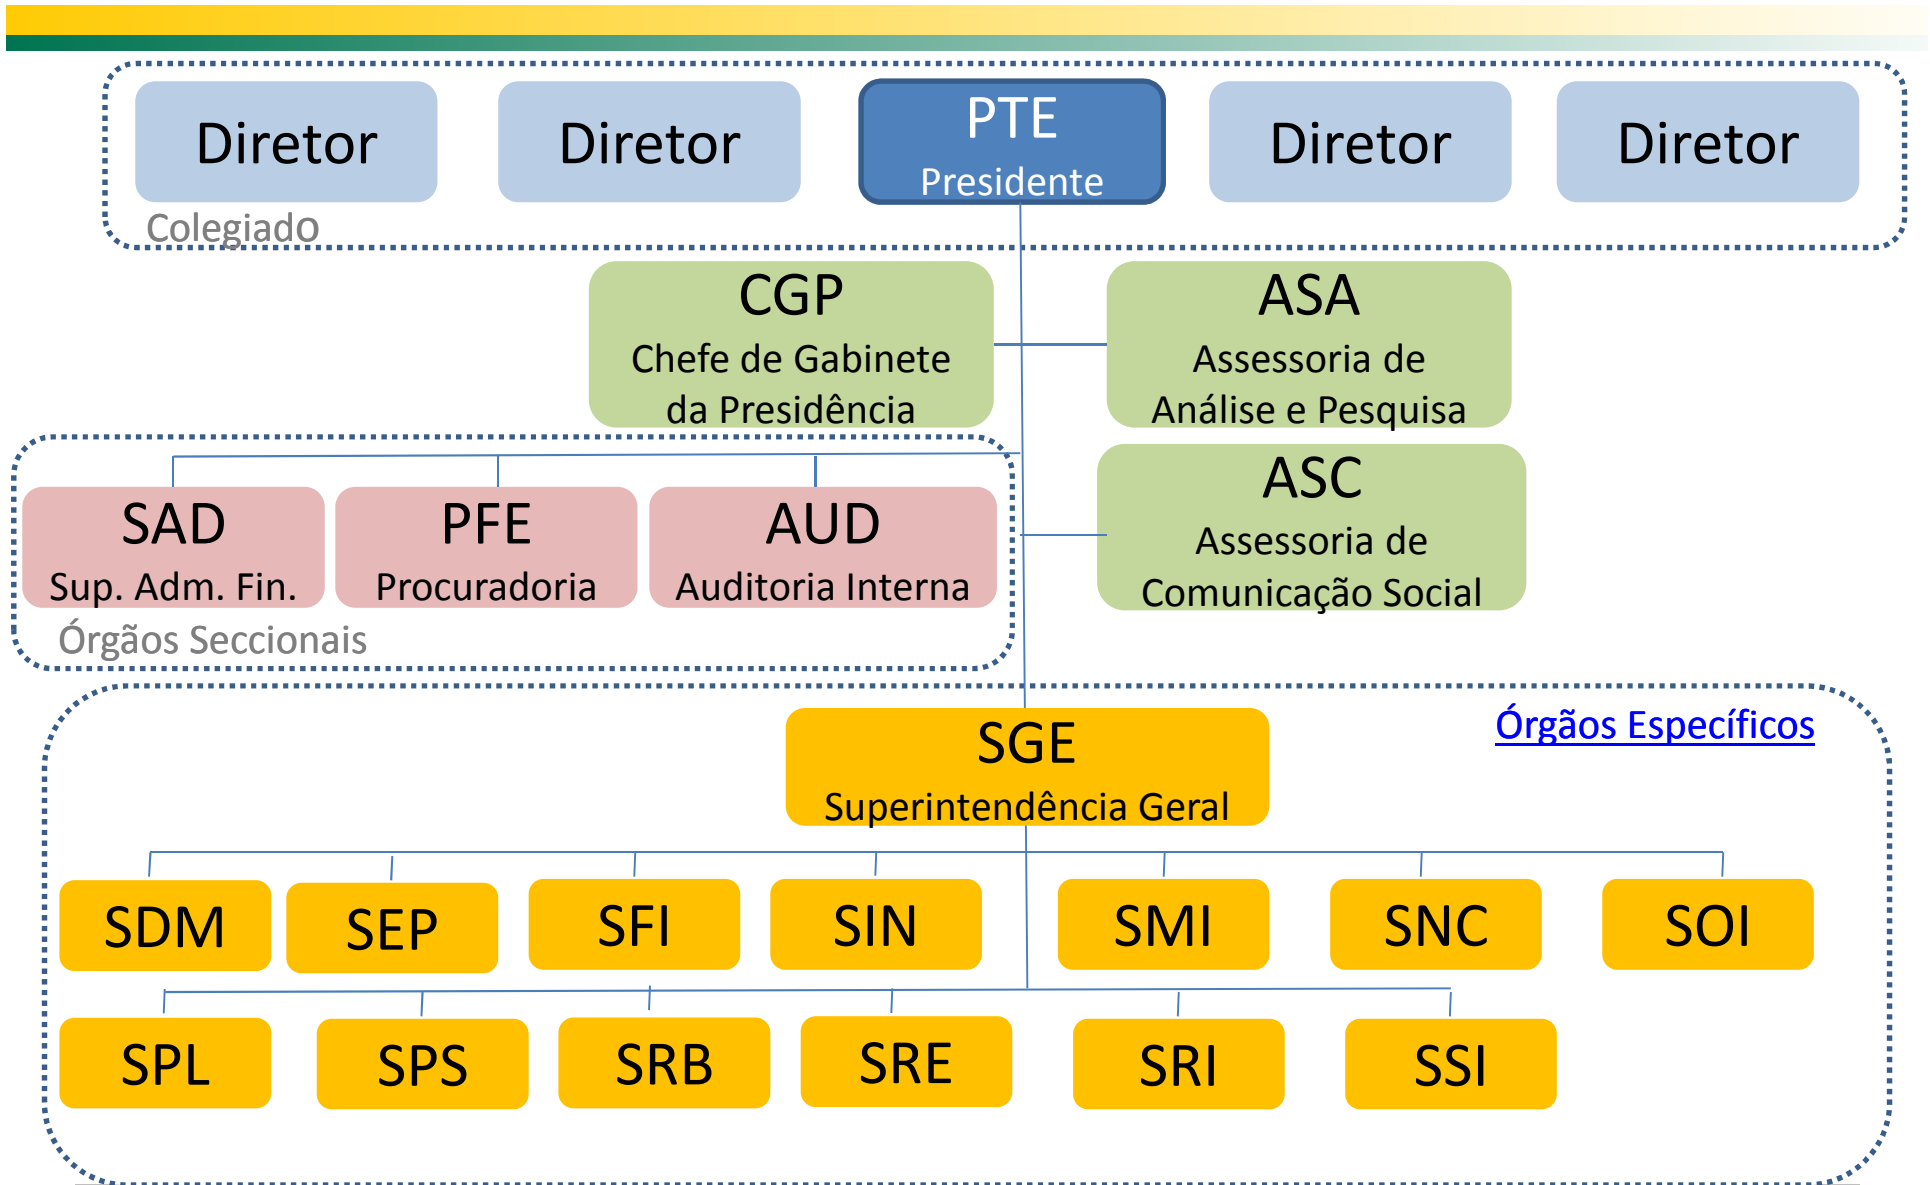 Diretor
Diretor
PTE
Presidente
Diretor
Diretor
Colegiado
CGP
Chefe de Gabinete
da Presidência
ASA
Assessoria de
Análise e Pesquisa
SAD
Sup. Adm. Fin.
PFE
Procuradoria
AUD
Auditoria Interna
Órgãos Seccionais
ASC
Assessoria de
Comunicação Social
Órgãos Específicos
SGE
Superintendência Geral
SDM
SEP
SFI
SIN
SMI
SNC
SOI
SPL
SPS
SRB
SRE
SRI
SSI